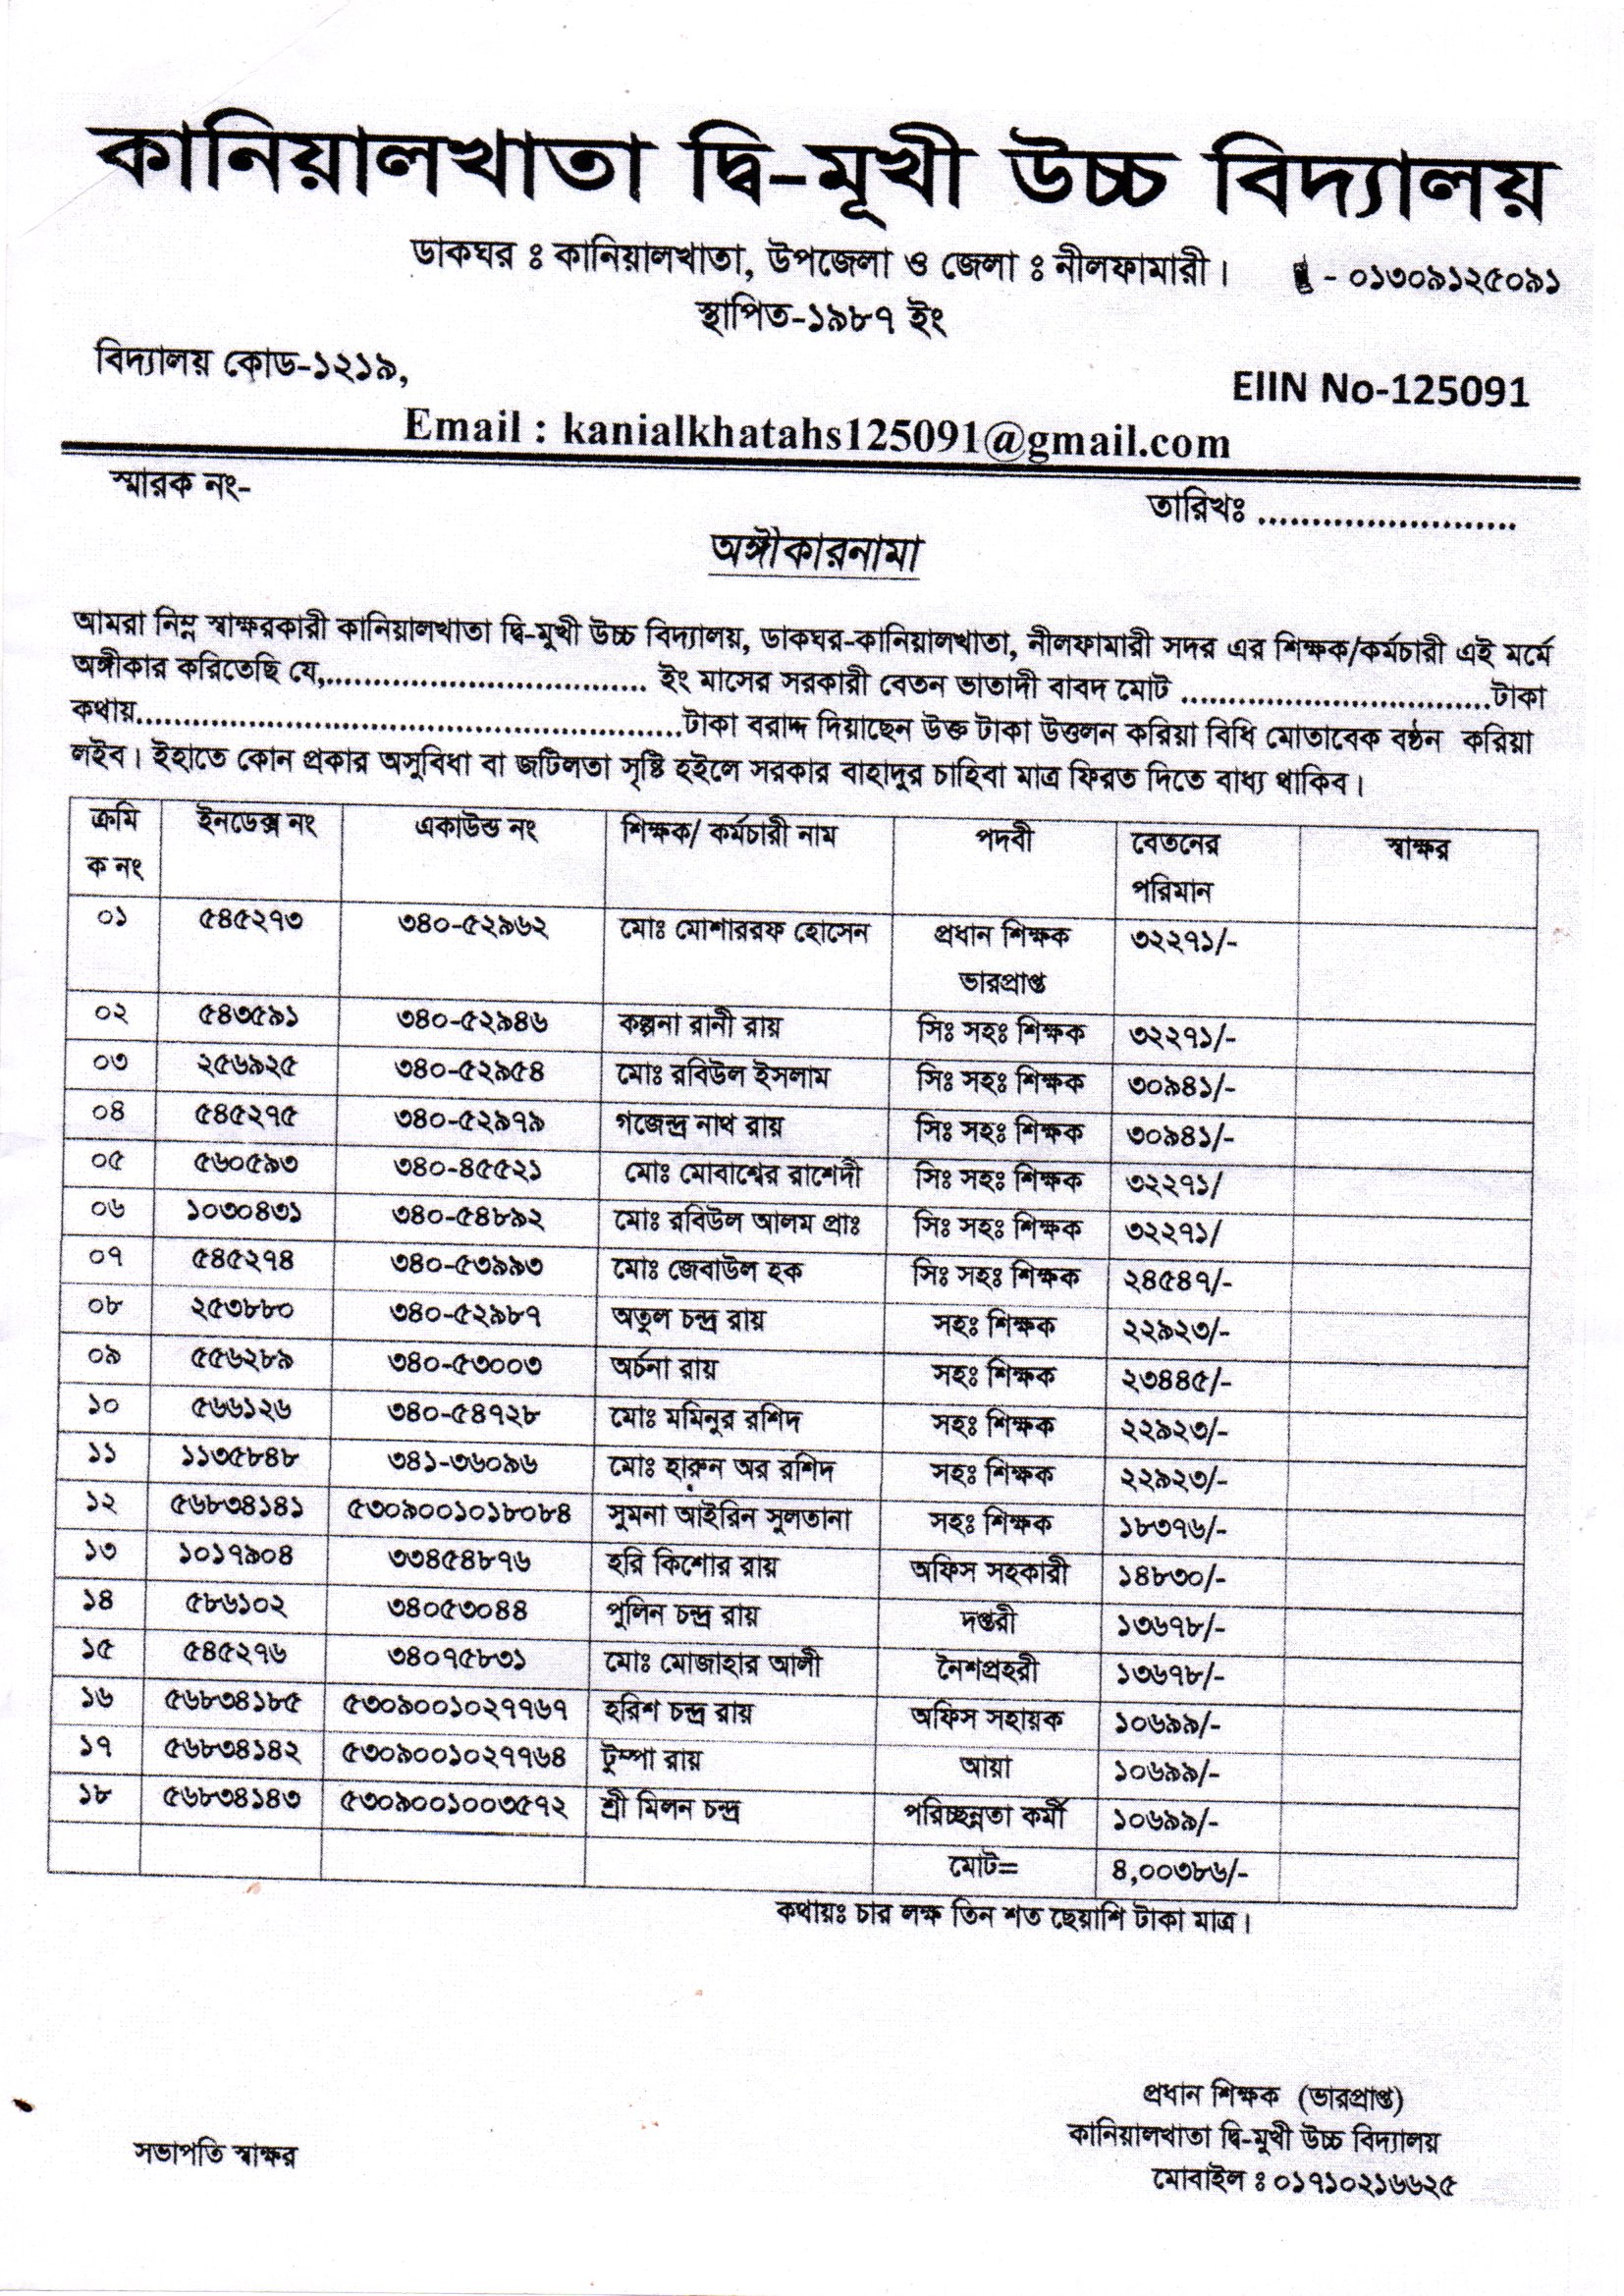 কানিয়ালখাতা দ্বি-মূখী উচ্চ বিদ্যালয়
ডাকঘর ঃ কানিয়ালখাতা, উপজেলা ও জেলা ঃ নীলফামারী। - ০১৩০৯১২৫০৯১
স্থাপিত-১৯৮৭ ইং
বিদ্যালয় কোড-১২১৯, EIIN No-125091
Email : kanialkhatahs125091@gmail.com
স্মারক নং- তারিখঃ ........................
অঙ্গীকারনামা
আমরা নিম্ন স্বাক্ষরকারী কানিয়ালখাতা দ্বি-মুখী উচ্চ বিদ্যালয়, ডাকঘর-কানিয়ালখাতা, নীলফামারী সদর এর শিক্ষক/কর্মচারী এই মর্মে
অঙ্গীকার করিতেছি যে,................................ ইং মাসের সরকারী বেতন ভাতাদী বাবদ মোট ...............................টাকা
কথায়.......................................................টাকা বরাদ্দ দিয়াছেন উক্ত টাকা উত্তলন করিয়া বিধি মোতাবেক বষ্ঠন করিয়া
লইব। ইহাতে কোন প্রকার অসুবিধা বা জটিলতা সৃষ্টি হইলে সরকার বাহাদুর চাহিবা মাত্র ফিরত দিতে বাধ্য থাকিব।
ক্রমিক নং ইনডেক্স নং একাউন্ড নং শিক্ষক/ কর্মচারী নাম পদবী বেতনের পরিমান স্বাক্ষর
০১ ৫৪৫২৭৩ ৩৪০-৫২৯৬২ মোঃ মোশাররফ হোসেন প্রধান শিক্ষক ভারপ্রাপ্ত ৩২২৭১/-
০২ ৫৪৩৫৯১ ৩৪০-৫২৯৪৬ কল্পনা রানী রায় সিঃ সহঃ শিক্ষক ৩২২৭১/-
০৩ ২৫৬৯২৫ ৩৪০-৫২৯৫৪ মোঃ রবিউল ইসলাম সিঃ সহঃ শিক্ষক ৩০৯৪১/-
০৪ ৫৪৫২৭৫ ৩৪০-৫২৯৭৯ গজেন্দ্র নাথ রায় সিঃ সহঃ শিক্ষক ৩০৯৪১/-
০৫ ৫৬০৫৯৩ ৩৪০-৪৫৫২১ মোঃ মোবাশ্বের রাশেদী সিঃ সহঃ শিক্ষক ৩২২৭১/
০৬ ১০৩০৪৩১ ৩৪০-৫৪৮৯২ মোঃ রবিউল আলম প্রাঃ সিঃ সহঃ শিক্ষক ৩২২৭১/
০৭ ৫৪৫২৭৪ ৩৪০-৫৩৯৯৩ মোঃ জেবাউল হক সিঃ সহঃ শিক্ষক ২৪৫৪৭/-
০৮ ২৫৩৮৮০ ৩৪০-৫২৯৮৭ অতুল চন্দ্র রায় সহঃ শিক্ষক ২২৯২৩/-
০৯ ৫৫৬২৮৯ ৩৪০-৫৩০০৩ অর্চনা রায় সহঃ শিক্ষক ২৩৪৪৫/-
১০ ৫৬৬১২৬ ৩৪০-৫৪৭২৮ মোঃ মমিনুর রশিদ সহঃ শিক্ষক ২২৯২৩/-
১১ ১১৩৫৮৪৮ ৩৪১-৩৬০৯৬ মোঃ হারুন অর রশিদ সহঃ শিক্ষক ২২৯২৩/-
১২ ৫৬৮৩৪১৪১ ৫৩০৯০০১০১৮০৮৪ সুমনা আইরিন সুলতানা সহঃ শিক্ষক ১৮৩৭৬/-
১৩ ১০১৭৯০৪ ৩৩৪৫৪৮৭৬ হরি কিশোর রায় অফিস সহকারী ১৪৮৩০/-
১৪ ৫৮৬১০২ ৩৪০৫৩০৪৪ পুলিন চন্দ্র রায় দপ্তরী ১৩৬৭৮/-
১৫ ৫৪৫২৭৬ ৩৪০৭৫৮৩১ মোঃ মোজাহার আলী নৈশপ্রহরী ১৩৬৭৮/-
১৬ ৫৬৮৩৪১৮৫ ৫৩০৯০০১০২৭৭৬৭ হরিশ চন্দ্র রায় অফিস সহায়ক ১০৬৯৯/-
১৭ ৫৬৮৩৪১৪২ ৫৩০৯০০১০২৭৭৬৪ টুম্পা রায় আয়া ১০৬৯৯/-
১৮ ৫৬৮৩৪১৪৩ ৫৩০৯০০১০০৩৫৭২ শ্রী মিলন চন্দ্র পরিচ্ছন্নতা কর্মী ১০৬৯৯/-
মোট= ৪,০০৩৮৬/-
কথায়ঃ চার লক্ষ তিন শত ছেয়াশি টাকা মাত্র।
প্রধান শিক্ষক (ভারপ্রাপ্ত)
কানিয়ালখাতা দ্বি-মুখী উচ্চ বিদ্যালয়
সভাপতি স্বাক্ষর
মোবাইল ঃ ০১৭১০২১৬৬২৫